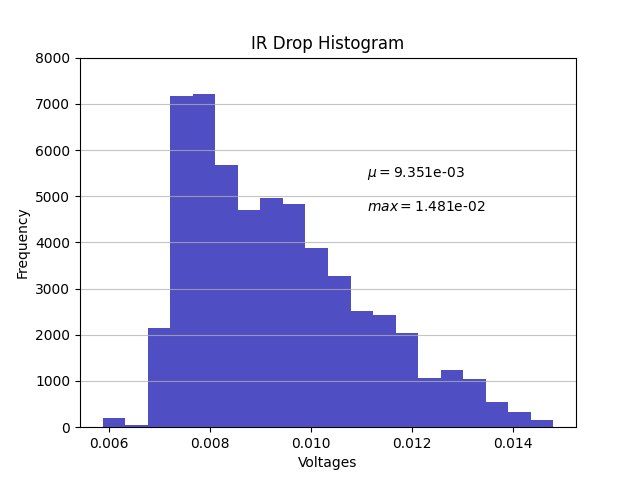 IR Drop Histogram
8000
7000
6000
5000
4000
3000
2000
1000
0
Frequency
μ = 9.351e-03
max = 1.481e-02
0.006 0.008 0.010 0.012 0.014
Voltages